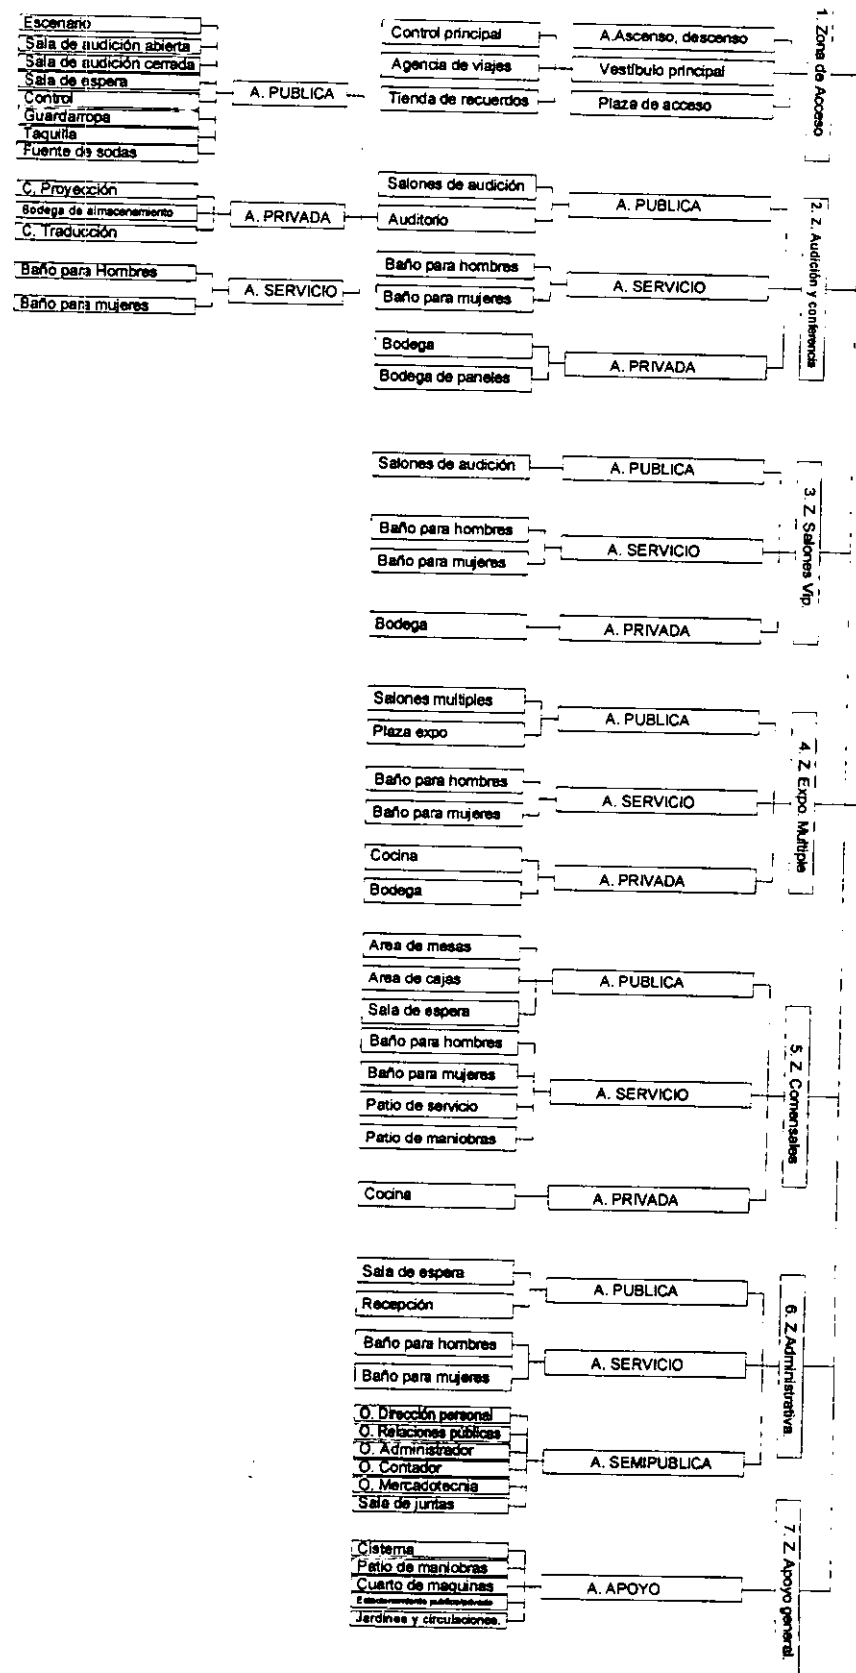 1. Zona de Acceso
A.Ascenso, descenso
Vestíbulo principal
Plaza de acceso
Control principal
Agencia de viajes
Tienda de recuerdos
2. Z. Audición y conferencia
A. PUBLICA
Salones de audición
Auditorio
A. PUBLICA
Escenario
Sala de audición abierta
Sala de audición cerrada
Sala de espera
Control
Guardarropa
Taquilla
Fuente de sodas
A. PRIVADA
C, Proyección
Bodega de almacenamiento
C. Traducción
A. SERVICIO
Baño para Hombres
Baño para mujeres
A. SERVICIO
Baño para hombres
Baño para mujeres
A. PRIVADA
Bodega
Bodega de paneles
3. Z. Salones Vip.
A. PUBLICA
Salones de audición
A. SERVICIO
Baño para hombres
Baño para mujeres
A. PRIVADA
Bodega
4. Z. Expo. Multiple
A. PUBLICA
Salones multiples
Plaza expo
A. SERVICIO
Baño para hombres
Baño para mujeres
A. PRIVADA
Cocina
Bodega
5. Z. Comensales
A. PUBLICA
Area de mesas
Area de cajas
Sala de espera
A. SERVICIO
Baño para hombres
Baño para mujeres
Patio de servicio
Patio de maniobras
A. PRIVADA
Cocina
6. Z.Administrativa.
A. PUBLICA
Sala de espera
Recepción
A. SERVICIO
Baño para hombres
Baño para mujeres
A. SEMIPUBLICA
O. Dirección personal
O. Relaciones públicas
O. Administrador
O. Contador
O. Mercadotecnia
Sala de juntas
7. Z. Apoyo general.
A. APOYO
Cisterna
Patio de maniobras
Cuarto de maquinas
Estacionamiento publico/privado
Jardines y circulaciones.